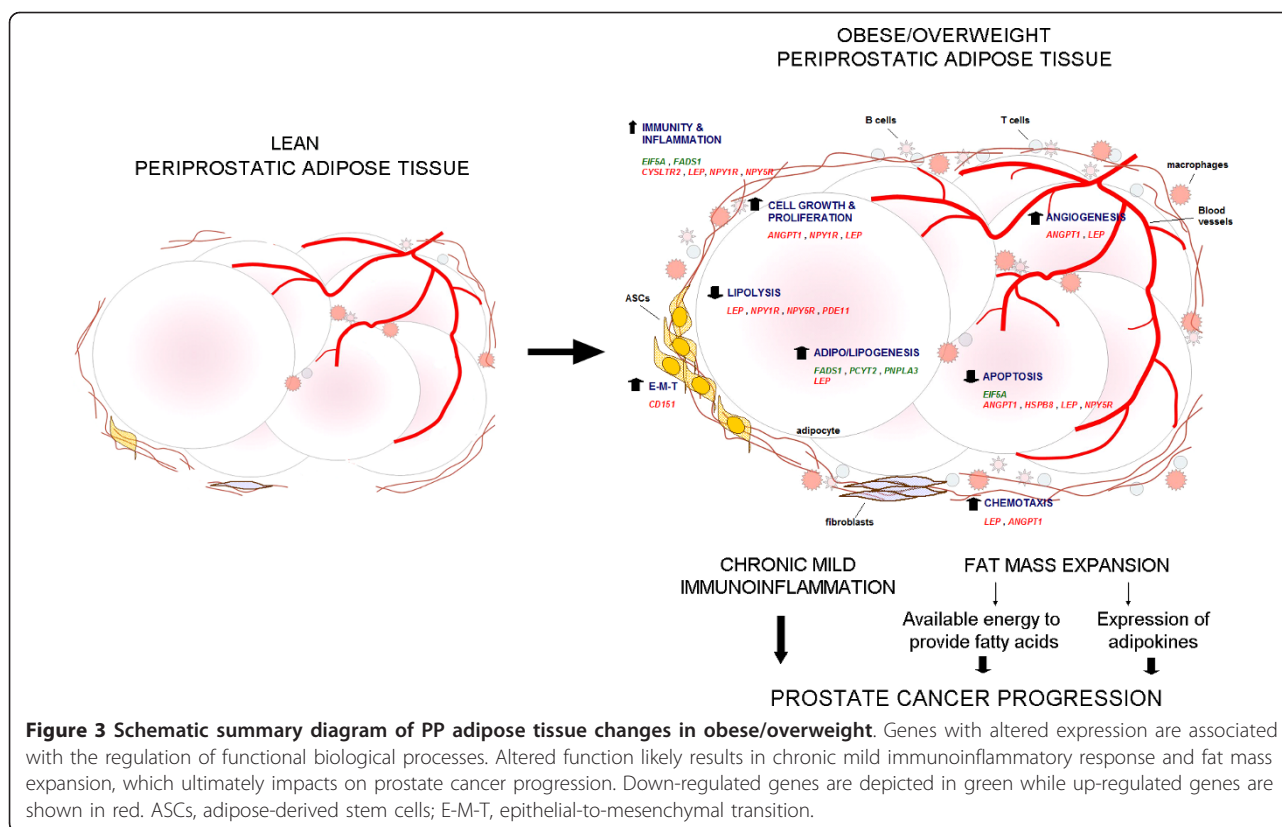 OBESE/OVERWEIGHT
PERIPROSTATIC ADIPOSE TISSUE
LEAN
PERIPROSTATIC ADIPOSE TISSUE
B cells
T cells
macrophages
Blood
vessels
IMMUNITY &
INFLAMMATION
EIF5A , FADS1
CYSLTR2 , LEP, NPY1R , NPY5R
CELL GROWTH &
PROLIFERATION
ANGPT1 , NPY1R , LEP
ANGIOGENESIS
ANGPT1 , LEP
ASCs
LIPOLYSIS
LEP , NPY1R , NPY5R , PDE11
ADIPO/LIPOGENESIS
FADS1 , PCYT2 , PNPLA3
LEP
APOPTOSIS
EIF5A
ANGPT1 , HSPB8 , LEP , NPY5R
E-M-T
CD151
adipocyte
fibroblasts
CHEMOTAXIS
LEP , ANGPT1
CHRONIC MILD
IMMUNOINFLAMMATION
FAT MASS EXPANSION
Available energy to
provide fatty acids
Expression of
adipokines
PROSTATE CANCER PROGRESSION
Figure 3 Schematic summary diagram of PP adipose tissue changes in obese/overweight. Genes with altered expression are associated
with the regulation of functional biological processes. Altered function likely results in chronic mild immunoinflammatory response and fat mass
expansion, which ultimately impacts on prostate cancer progression. Down-regulated genes are depicted in green while up-regulated genes are
shown in red. ASCs, adipose-derived stem cells; E-M-T, epithelial-to-mesenchymal transition.